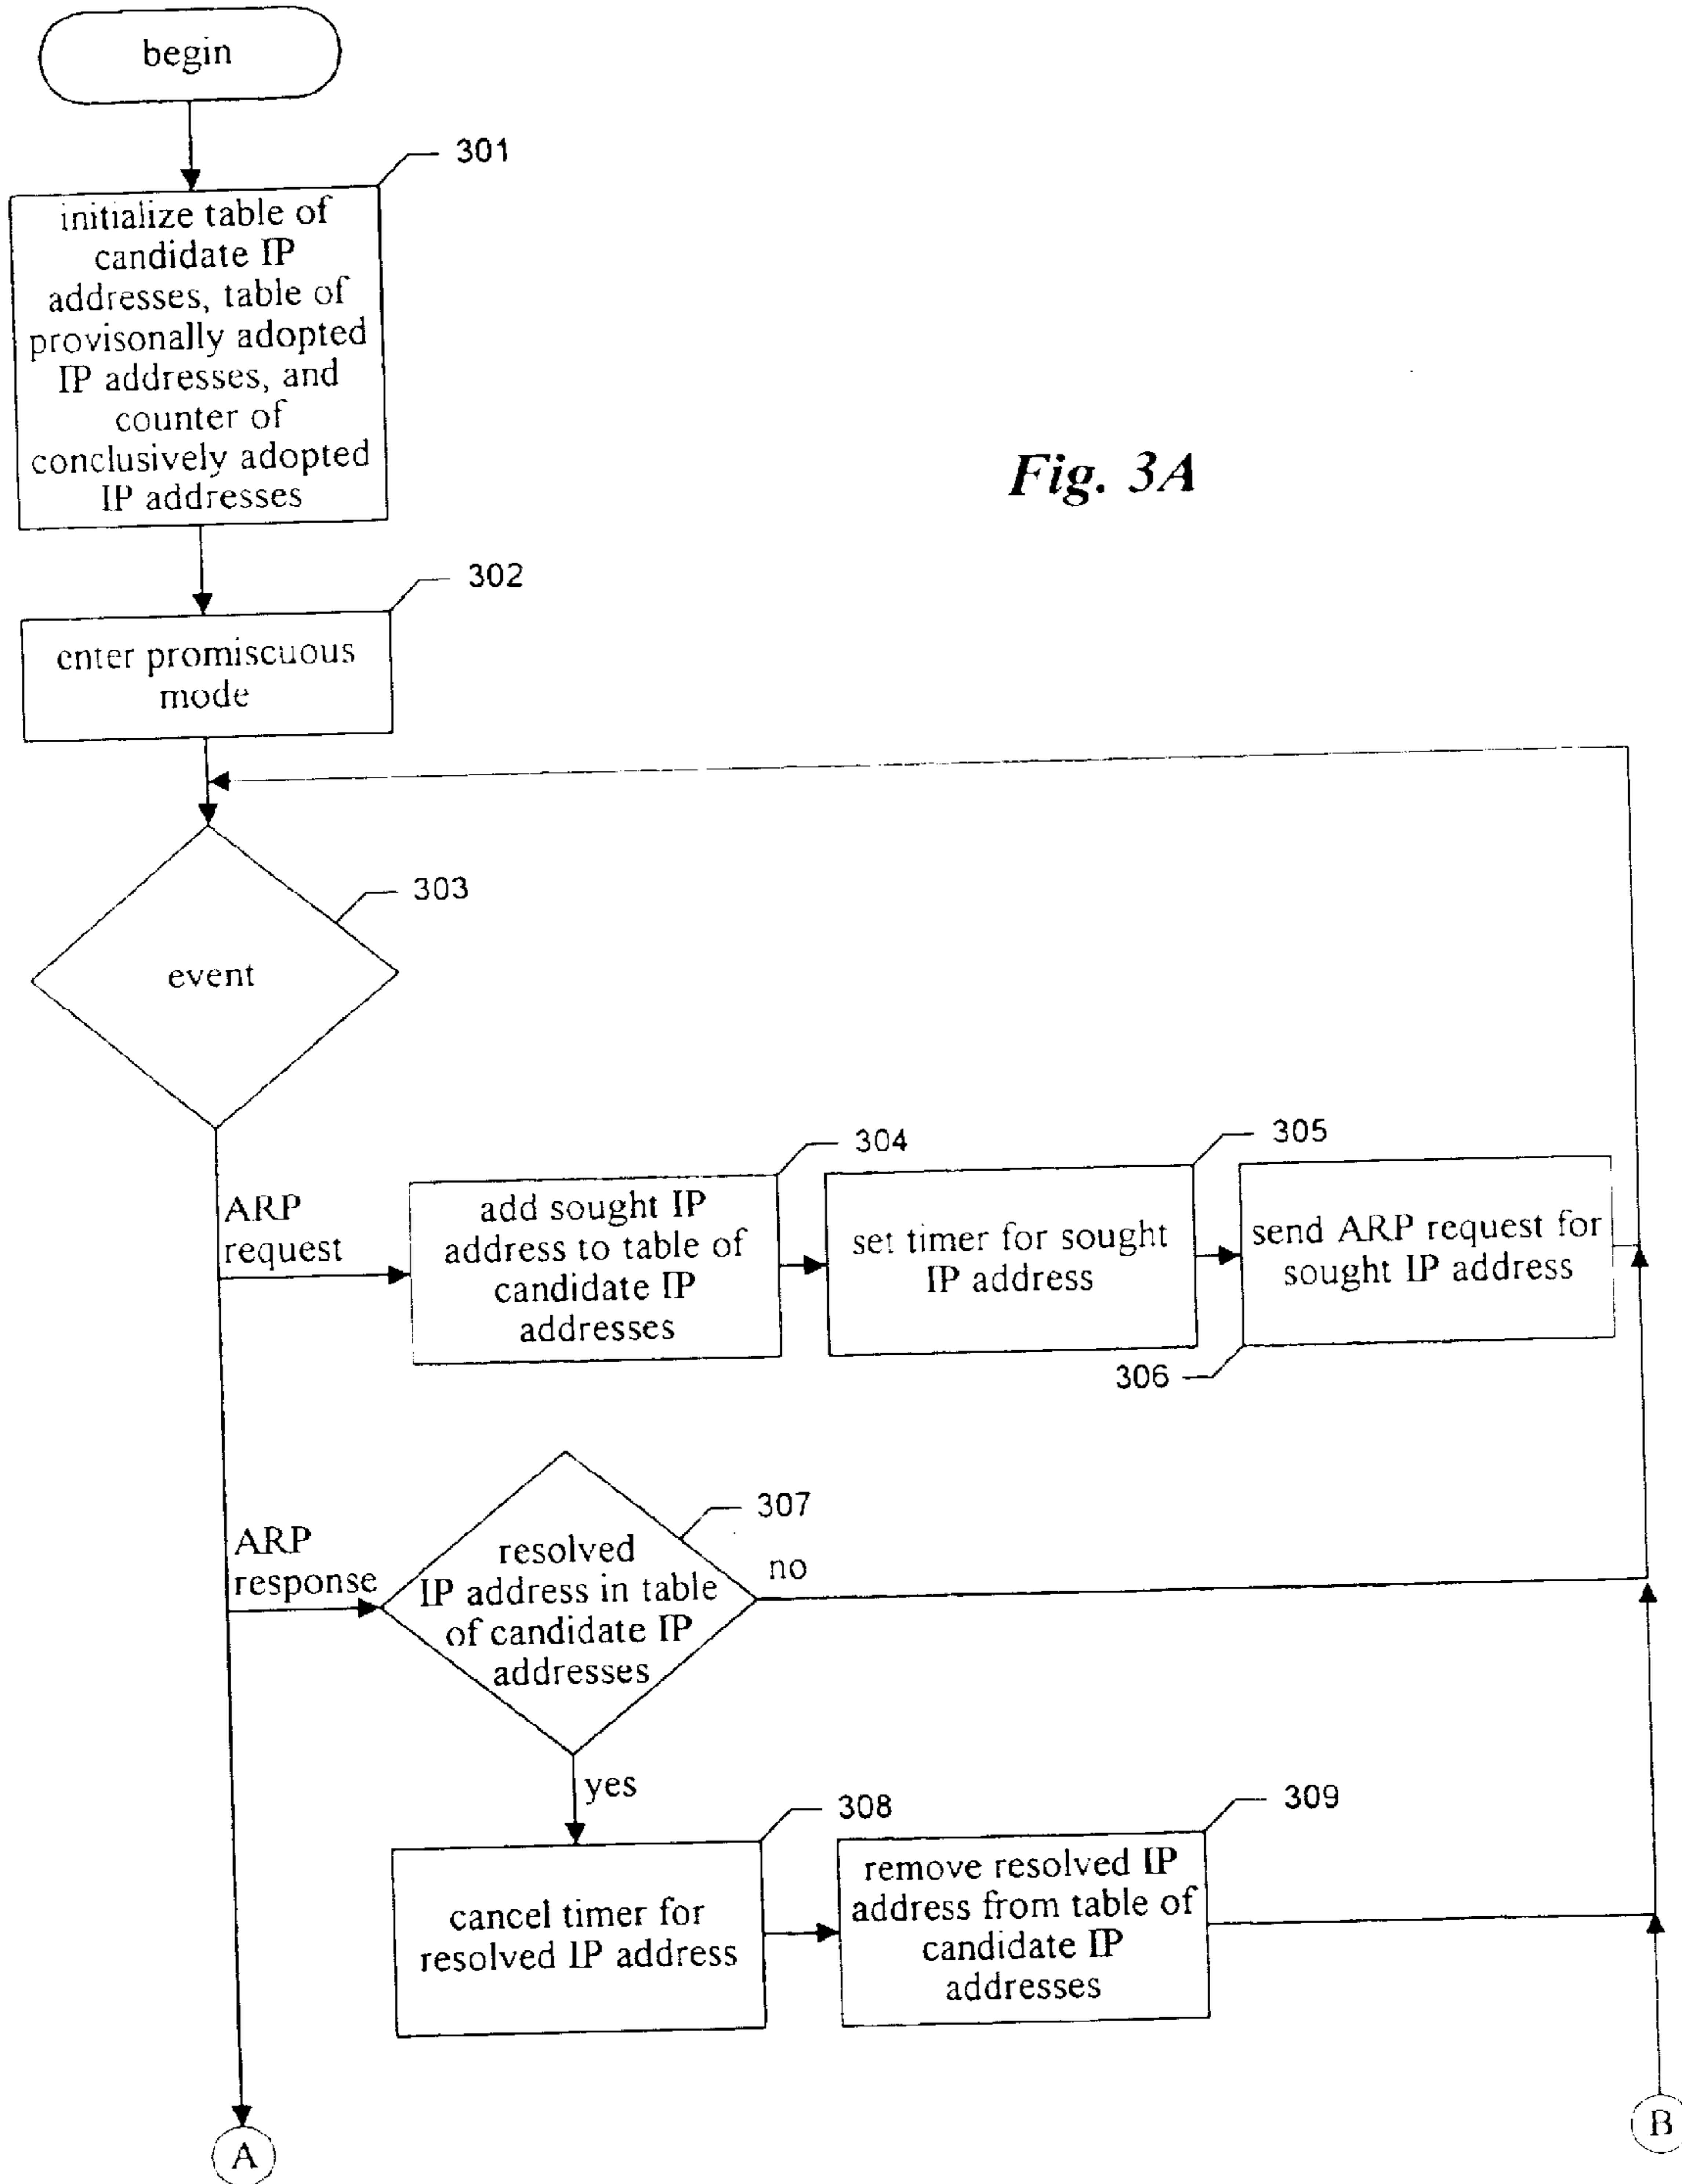 begin
301
initialize table of
candidate IP
addresses, table of
provisonally adopted
IP addresses, and
counter of
conclusively adopted
IP addresses
Fig. 3A
302
enter promiscuous
mode
303
event
ARP
request
304
add sought IP
address to table of
candidate IP
addresses
305
set timer for sought
IP address
306
send ARP request for
sought IP address
ARP
response
307
resolved
IP address in table
of candidate IP
addresses
no
yes
308
cancel timer for
resolved IP address
309
remove resolved IP
address from table of
candidate IP
addresses
A
B